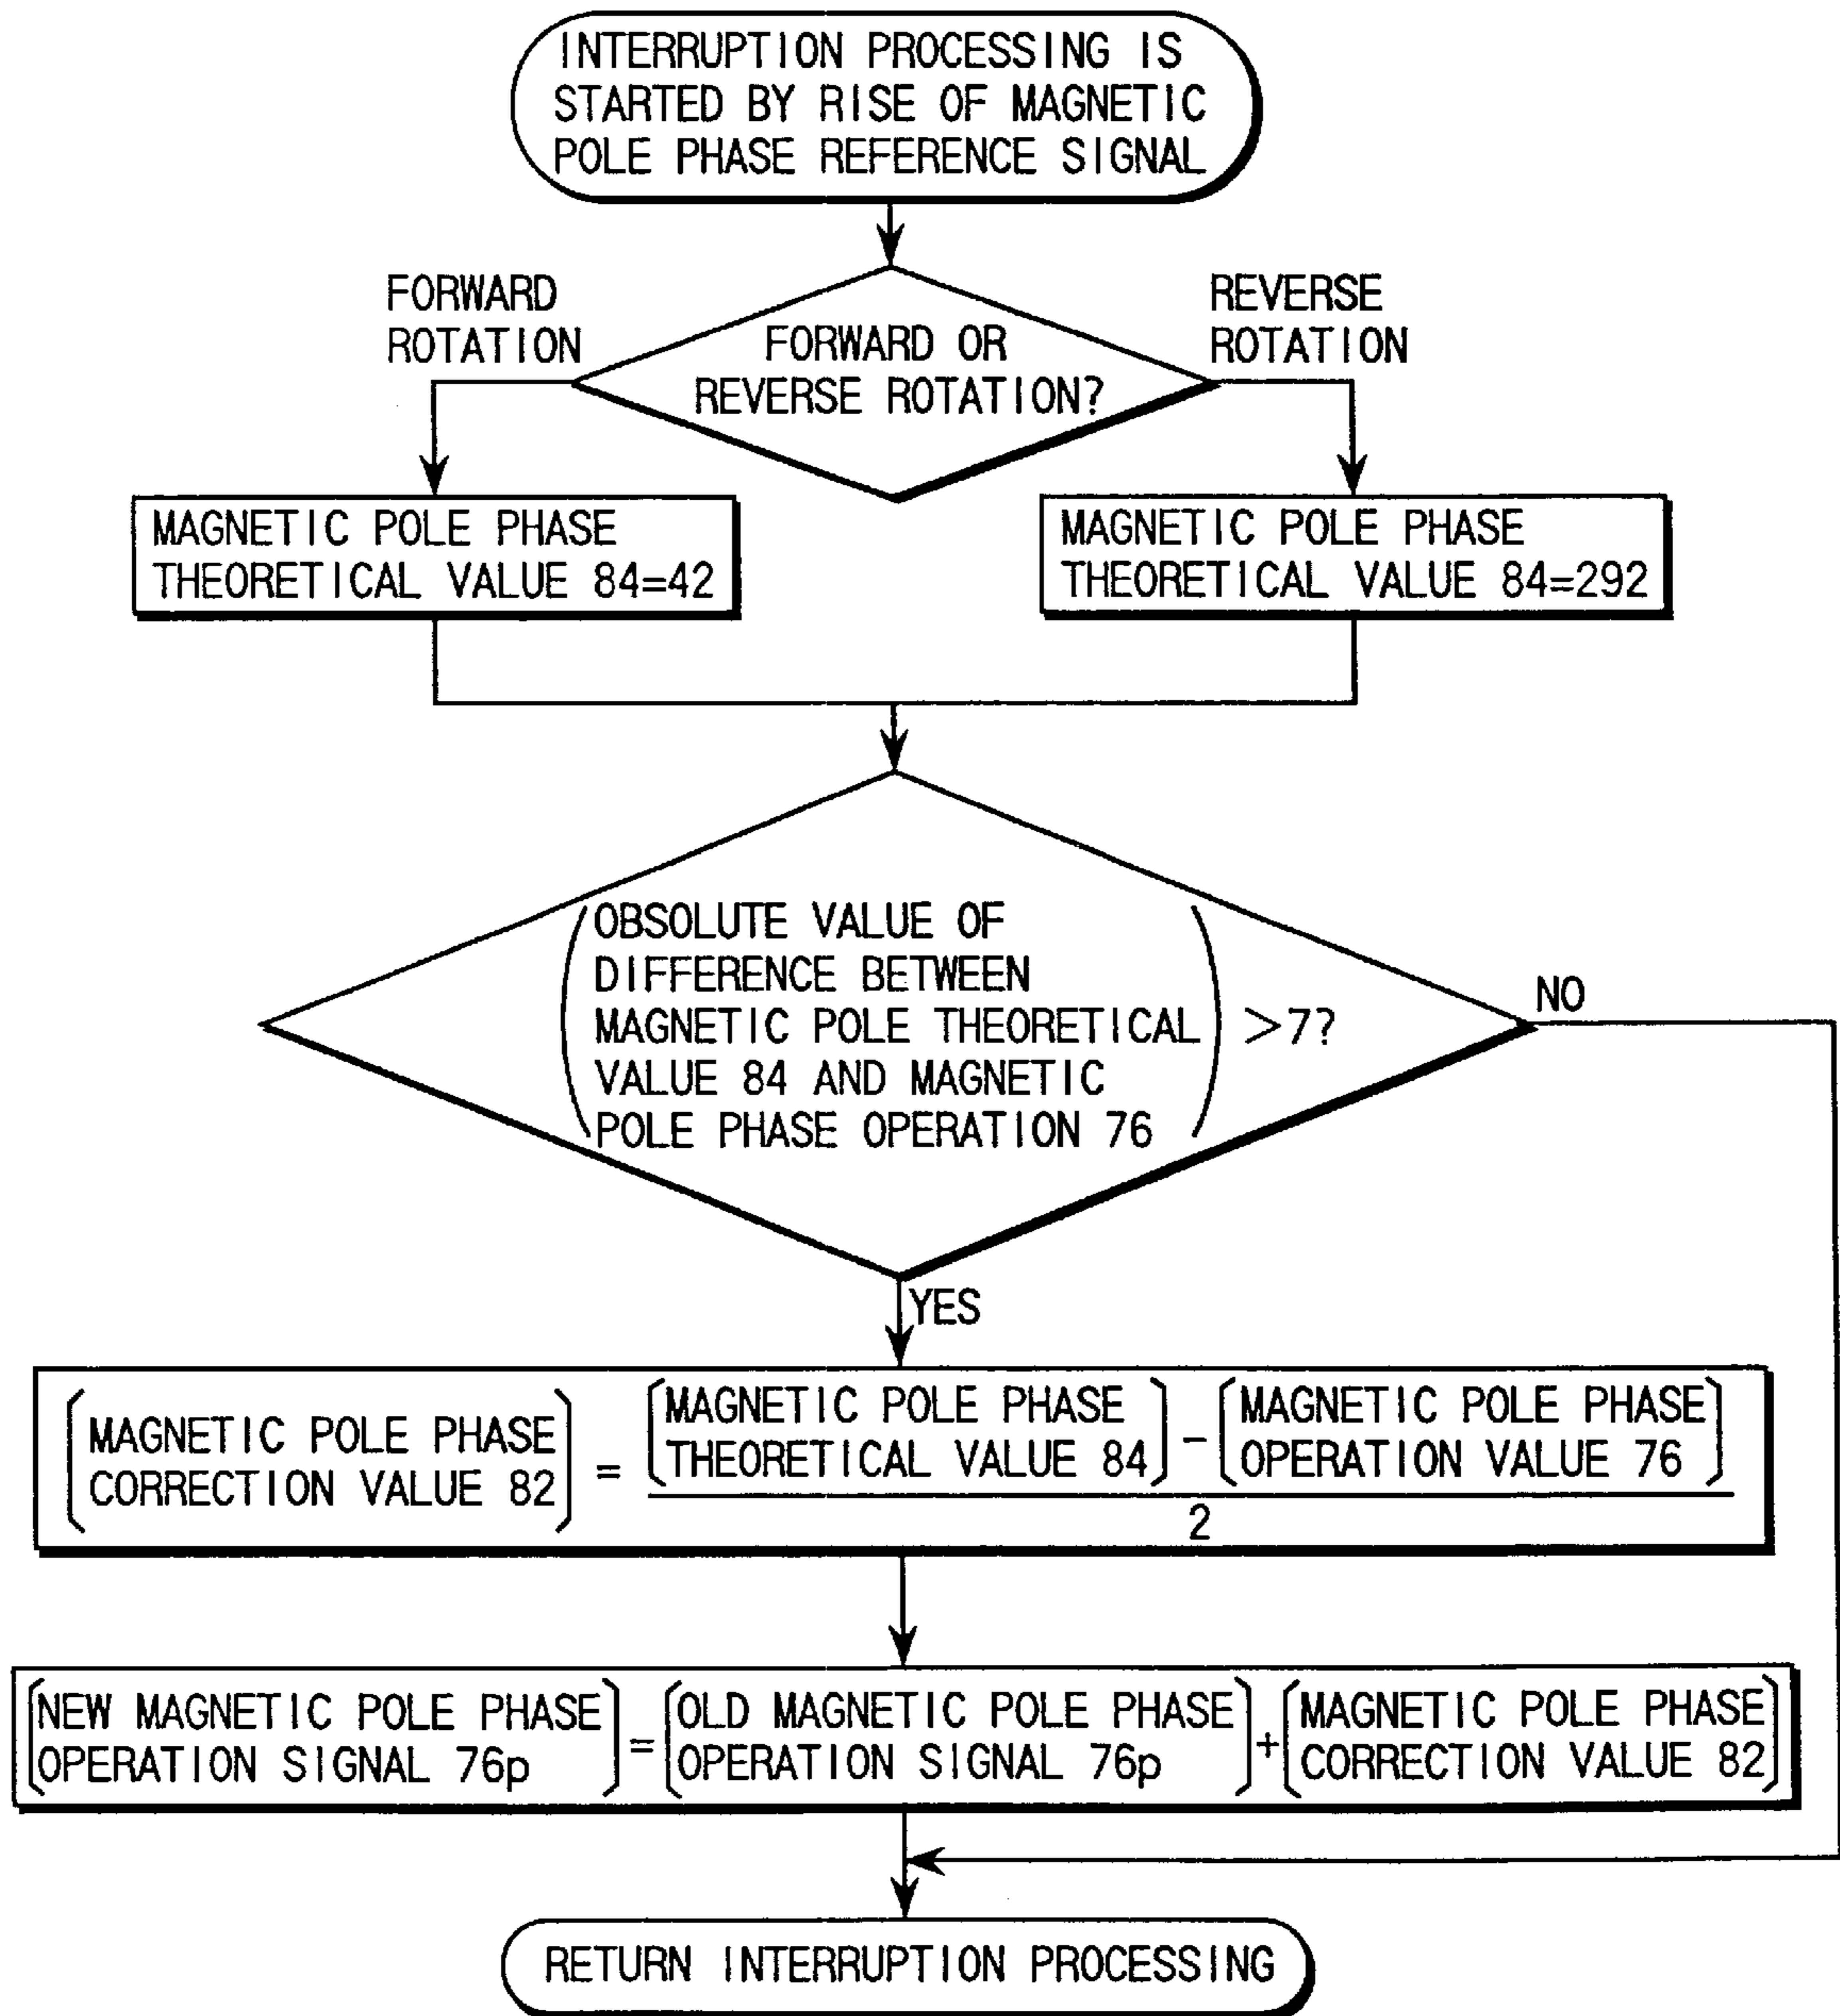 INTERRUPTION PROCESSING IS
STARTED BY RISE OF MAGNETIC
POLE PHASE REFERENCE SIGNAL
FORWARD
ROTATION
FORWARD OR
REVERSE ROTATION?
REVERSE
ROTATION
MAGNETIC POLE PHASE
THEORETICAL VALUE 84=42
MAGNETIC POLE PHASE
THEORETICAL VALUE 84=292
OBSOLUTE VALUE OF
DIFFERENCE BETWEEN
MAGNETIC POLE THEORETICAL
VALUE 84 AND MAGNETIC
POLE PHASE OPERATION 76
>7?
NO
YES
MAGNETIC POLE PHASE
CORRECTION VALUE 82
=
MAGNETIC POLE PHASE
THEORETICAL VALUE 84
-
MAGNETIC POLE PHASE
OPERATION VALUE 76
2
NEW MAGNETIC POLE PHASE
OPERATION SIGNAL 76p
=
OLD MAGNETIC POLE PHASE
OPERATION SIGNAL 76p
+
MAGNETIC POLE PHASE
CORRECTION VALUE 82
RETURN INTERRUPTION PROCESSING